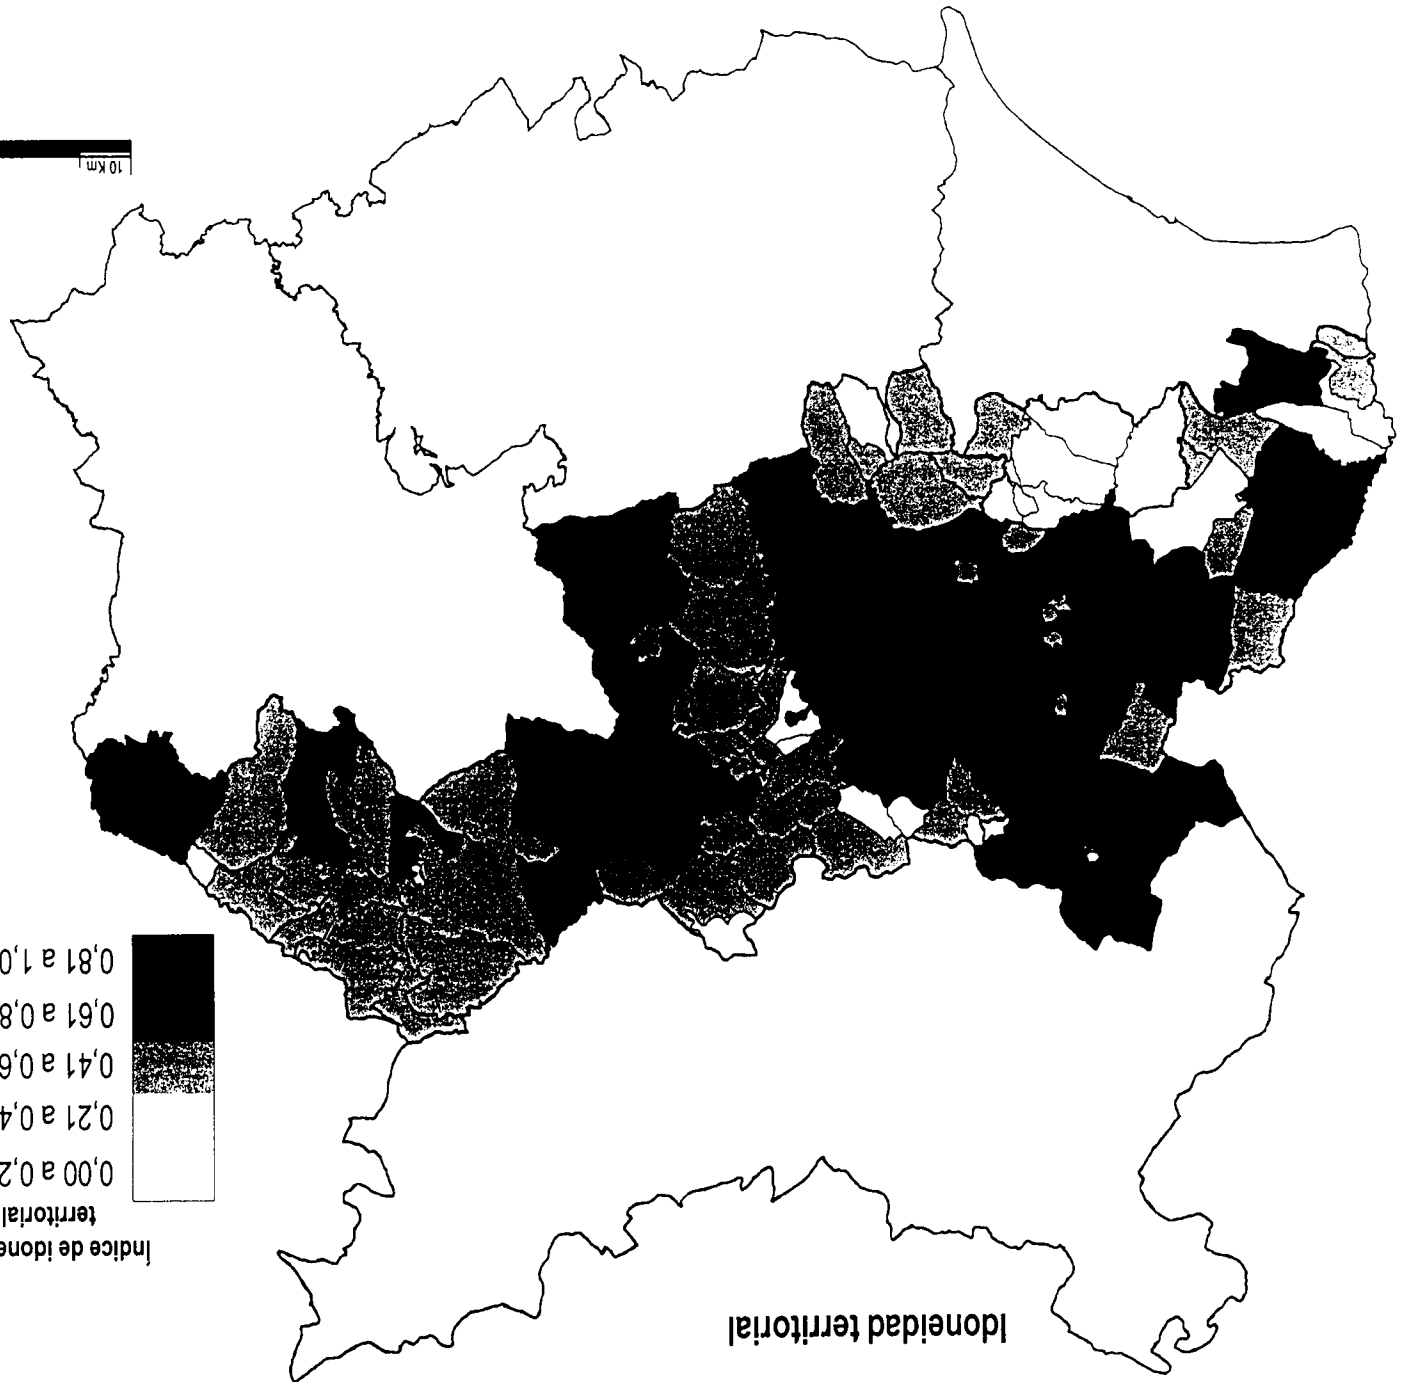 Idoneidad territorial
Índice de idone
territorial
0,00 a 0,2
0,21 a 0,4
0,41 a 0,6
0,61 a 0,8
0,81 a 1,0
10 Km